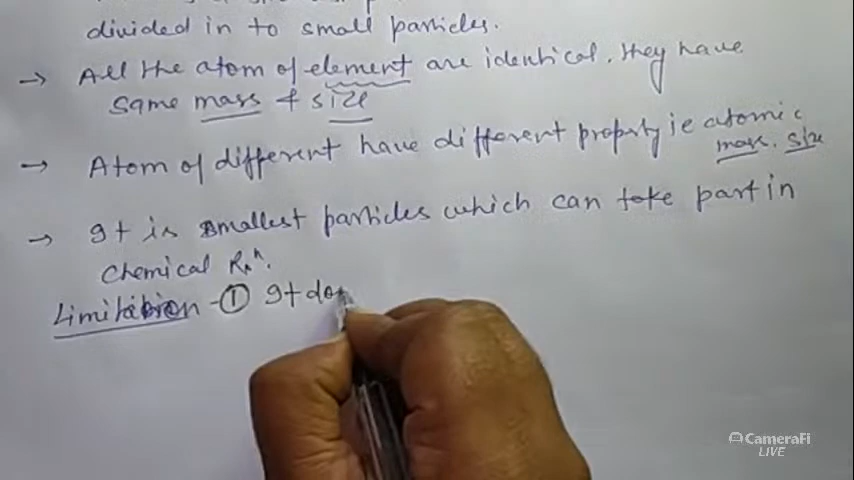 divided in to small particles.
→ All the atom of element are identical. they have
same mass & size
→ Atom of different have different property ie atomic
mass. size
→ It is smallest particles which can take part in
chemical Rxn.
Limitation - ① It do
CameraFi
LIVE